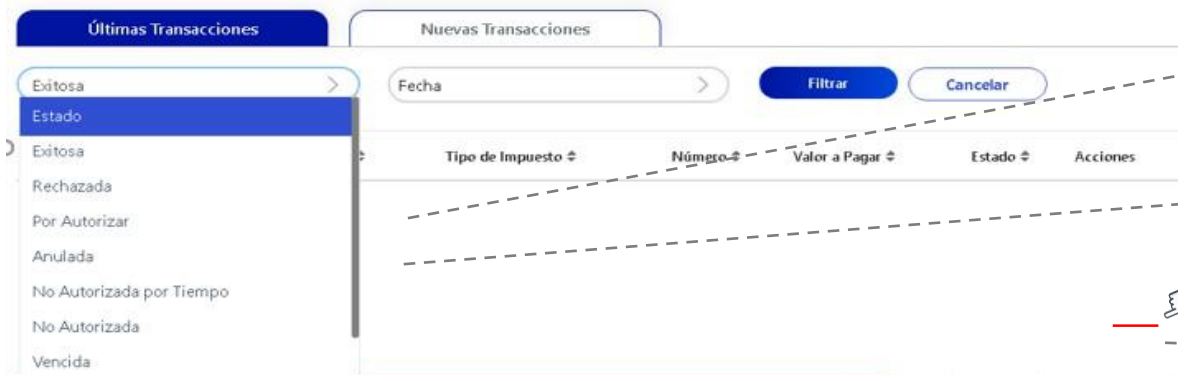 Últimas Transacciones Nuevas Transacciones
Exitosa Fecha Filtrar Cancelar
Estado
Exitosa Tipo de Impuesto Número Valor a Pagar Estado Acciones
Rechazada
Por Autorizar
Anulada
No Autorizada por Tiempo
No Autorizada
Vencida